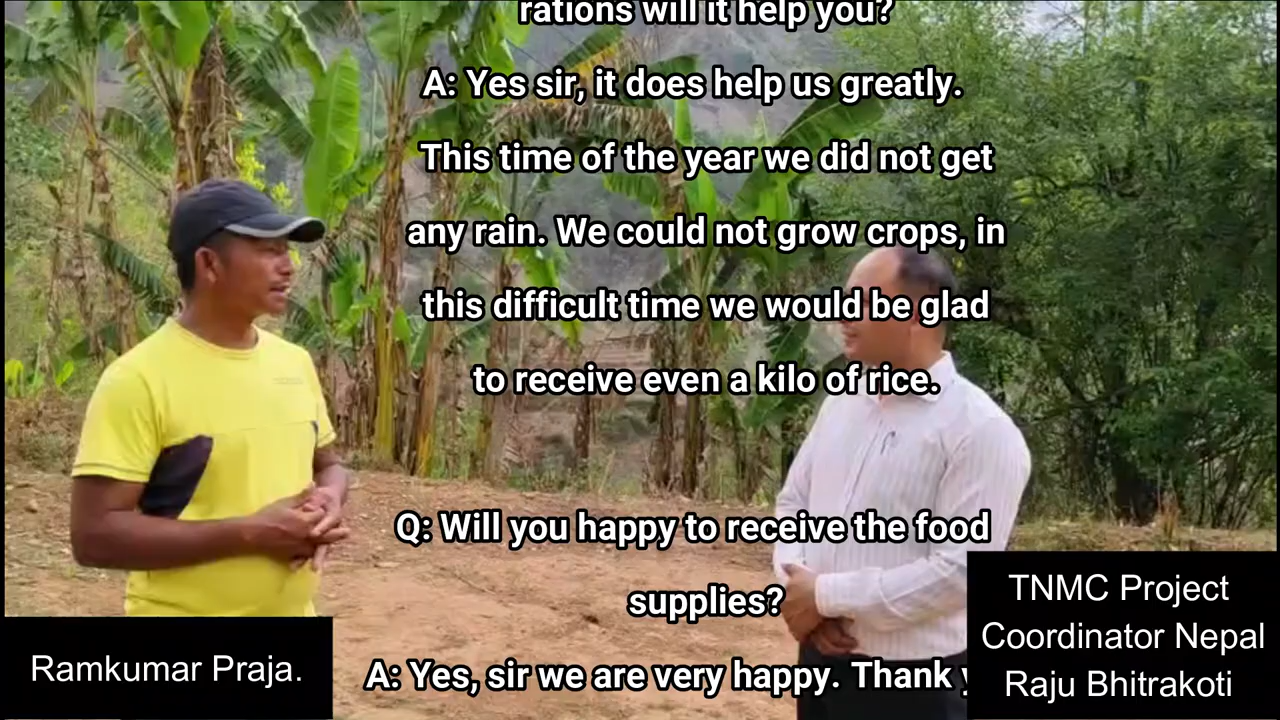 rations will it help you?
A: Yes sir, it does help us greatly.
This time of the year we did not get
any rain. We could not grow crops, in
this difficult time we would be glad
to receive even a kilo of rice.
Q: Will you happy to receive the food
supplies?
A: Yes, sir we are very happy. Thank
Ramkumar Praja.
TNMC Project
Coordinator Nepal
Raju Bhitrakoti